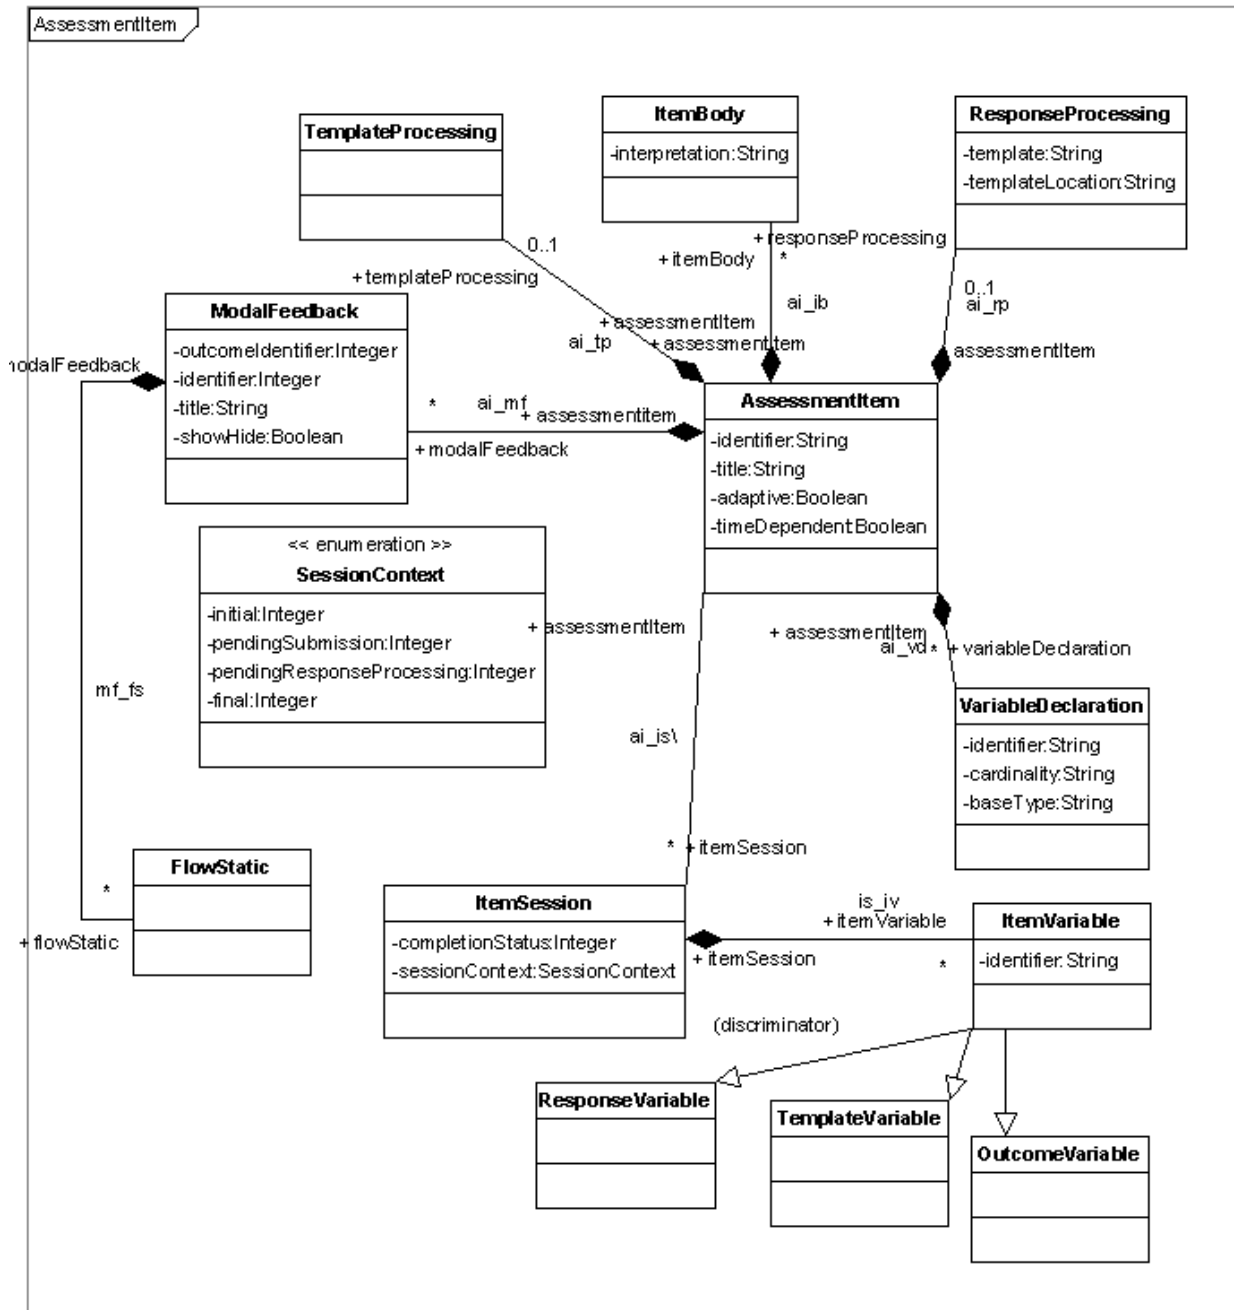 AssessmentItem
TemplateProcessing
ItemBody
-interpretation:String
ResponseProcessing
-template:String
-templateLocation:String
0..1
+templateProcessing
+responseProcessing
+itemBody
*
ai_ib
0..1
ai_rp
assessmentItem
+assessmentItem
ai_tp
+assessmentItem
ModalFeedback
-outcomeIdentifier:Integer
-identifier:Integer
-title:String
-showHide:Boolean
nodalFeedback
*
ai_mf
+assessmentitem
+modalFeedback
AssessmentItem
-identifier:String
-title:String
-adaptive:Boolean
-timeDependent:Boolean
<< enumeration >>
SessionContext
-initial:Integer
-pendingSubmission:Integer
-pendingResponseProcessing:Integer
-final:Integer
+assessmentItem
+assessmentItem
ai_vd
*
+variableDeclaration
mf_fs
ai_is\
VariableDeclaration
-identifier:String
-cardinality:String
-baseType:String
*
+itemSession
FlowStatic
*
+flowStatic
ItemSession
-completionStatus:Integer
-sessionContext:SessionContext
is_iv
+itemVariable
+itemSession
*
ItemVariable
-identifier:String
(discriminator)
ResponseVariable
TemplateVariable
OutcomeVariable